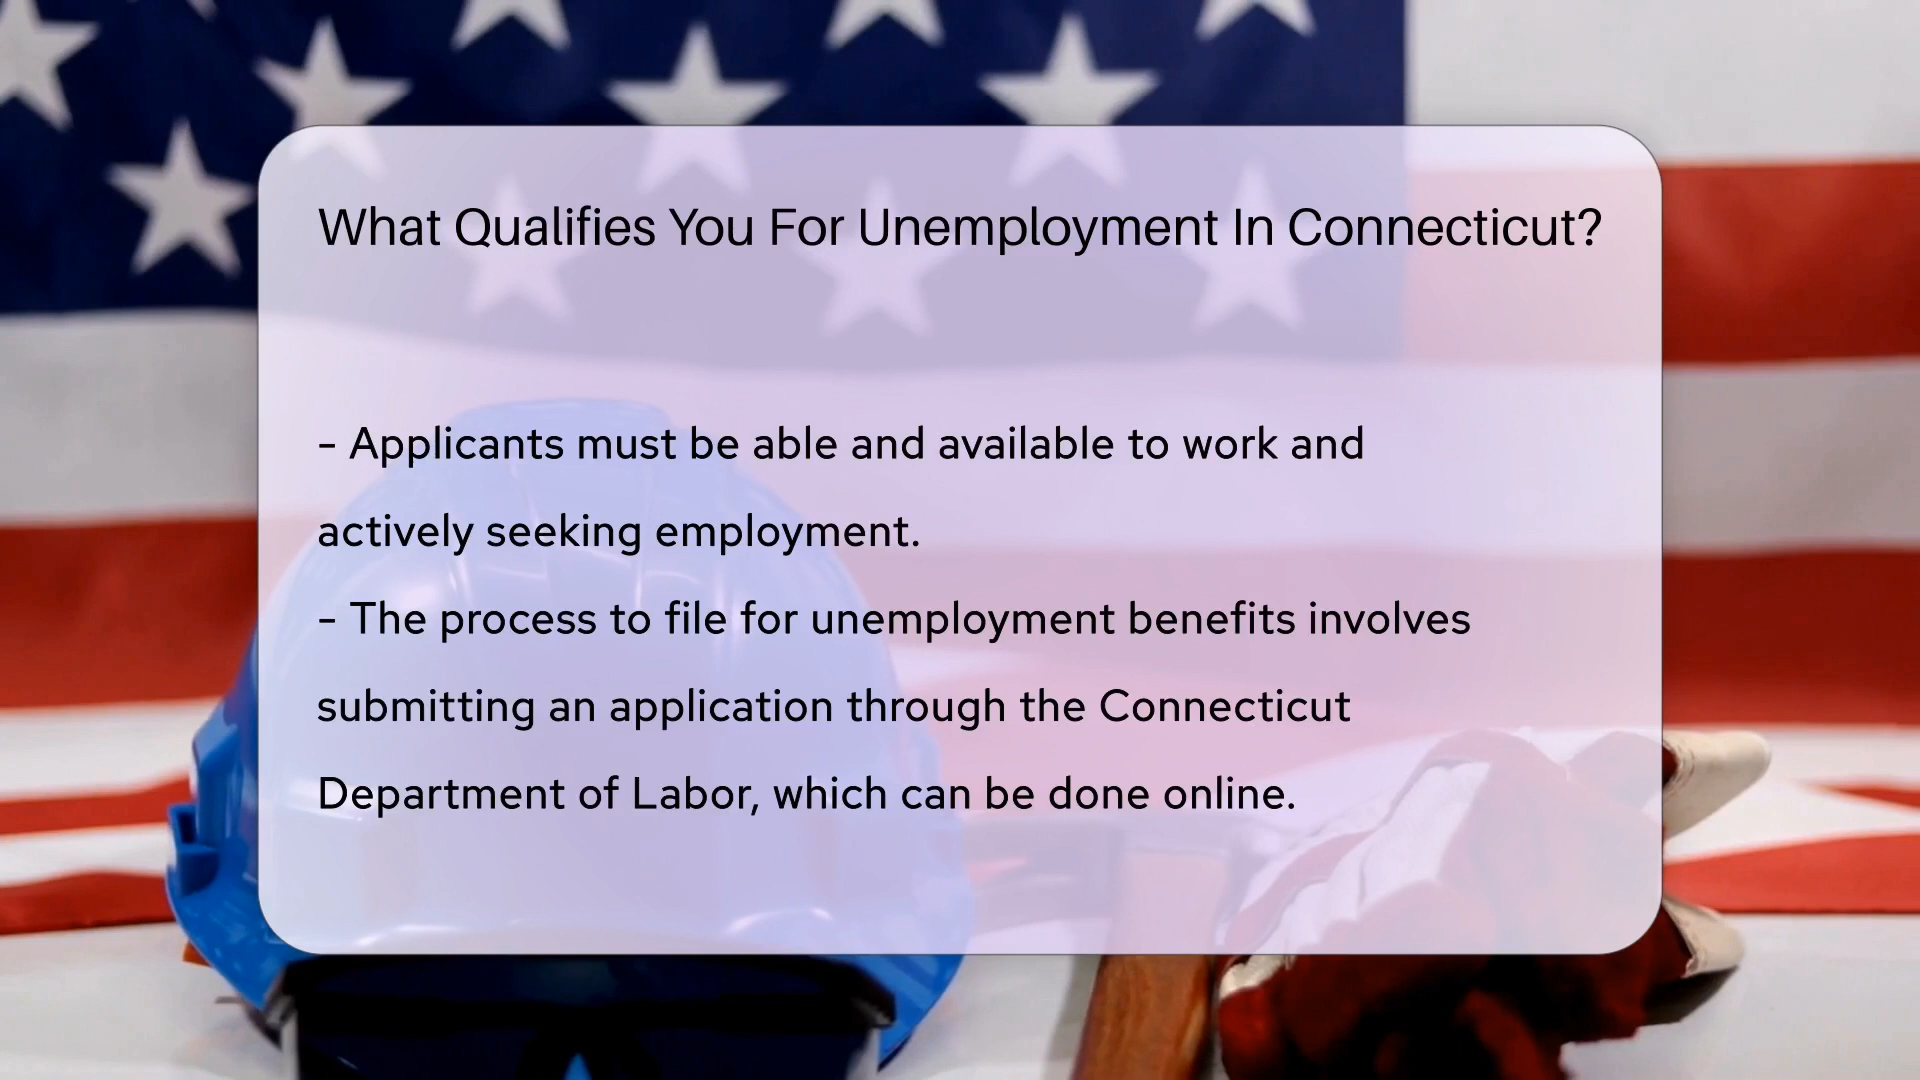 What Qualifies You For Unemployment In Connecticut?
- Applicants must be able and available to work and
actively seeking employment.
- The process to file for unemployment benefits involves
submitting an application through the Connecticut
Department of Labor, which can be done online.